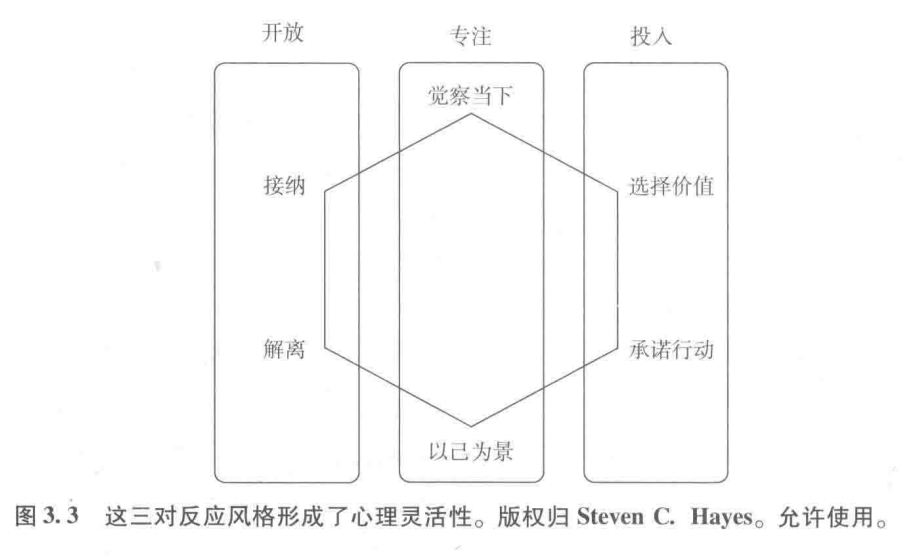 开放 专注 投入
觉察当下
接纳 选择价值
解离 承诺行动
以己为景
图 3.3 这三对反应风格形成了心理灵活性。版权归 Steven C. Hayes。允许使用。